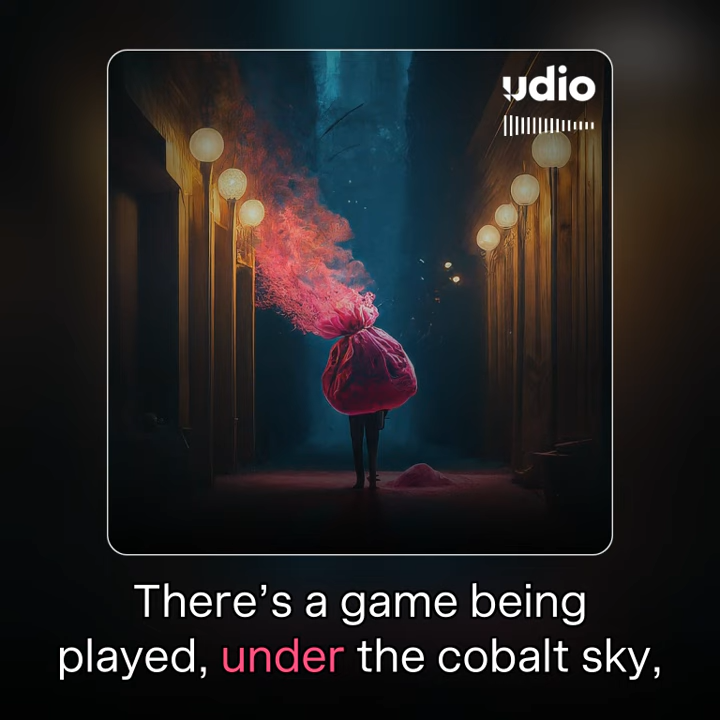 udio
There’s a game being
played, under the cobalt sky,